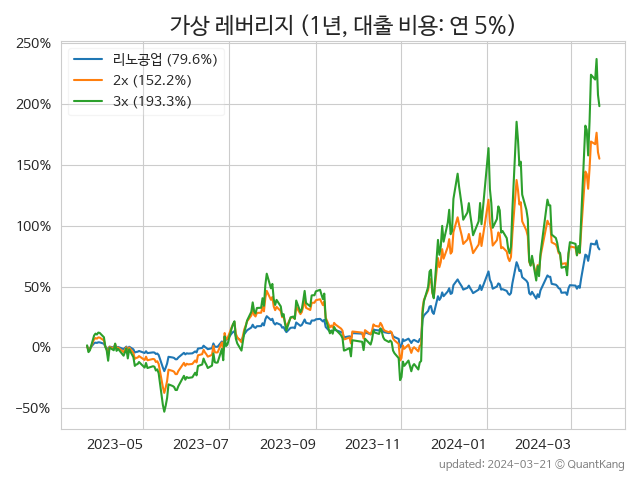 가상 레버리지 (1년, 대출 비용: 연 5%)
250%
200%
150%
100%
50%
0%
−50%
리노공업 (79.6%)
2x (152.2%)
3x (193.3%)
2023-05
2023-07
2023-09
2023-11
2024-01
2024-03
updated: 2024-03-21 © QuantKang